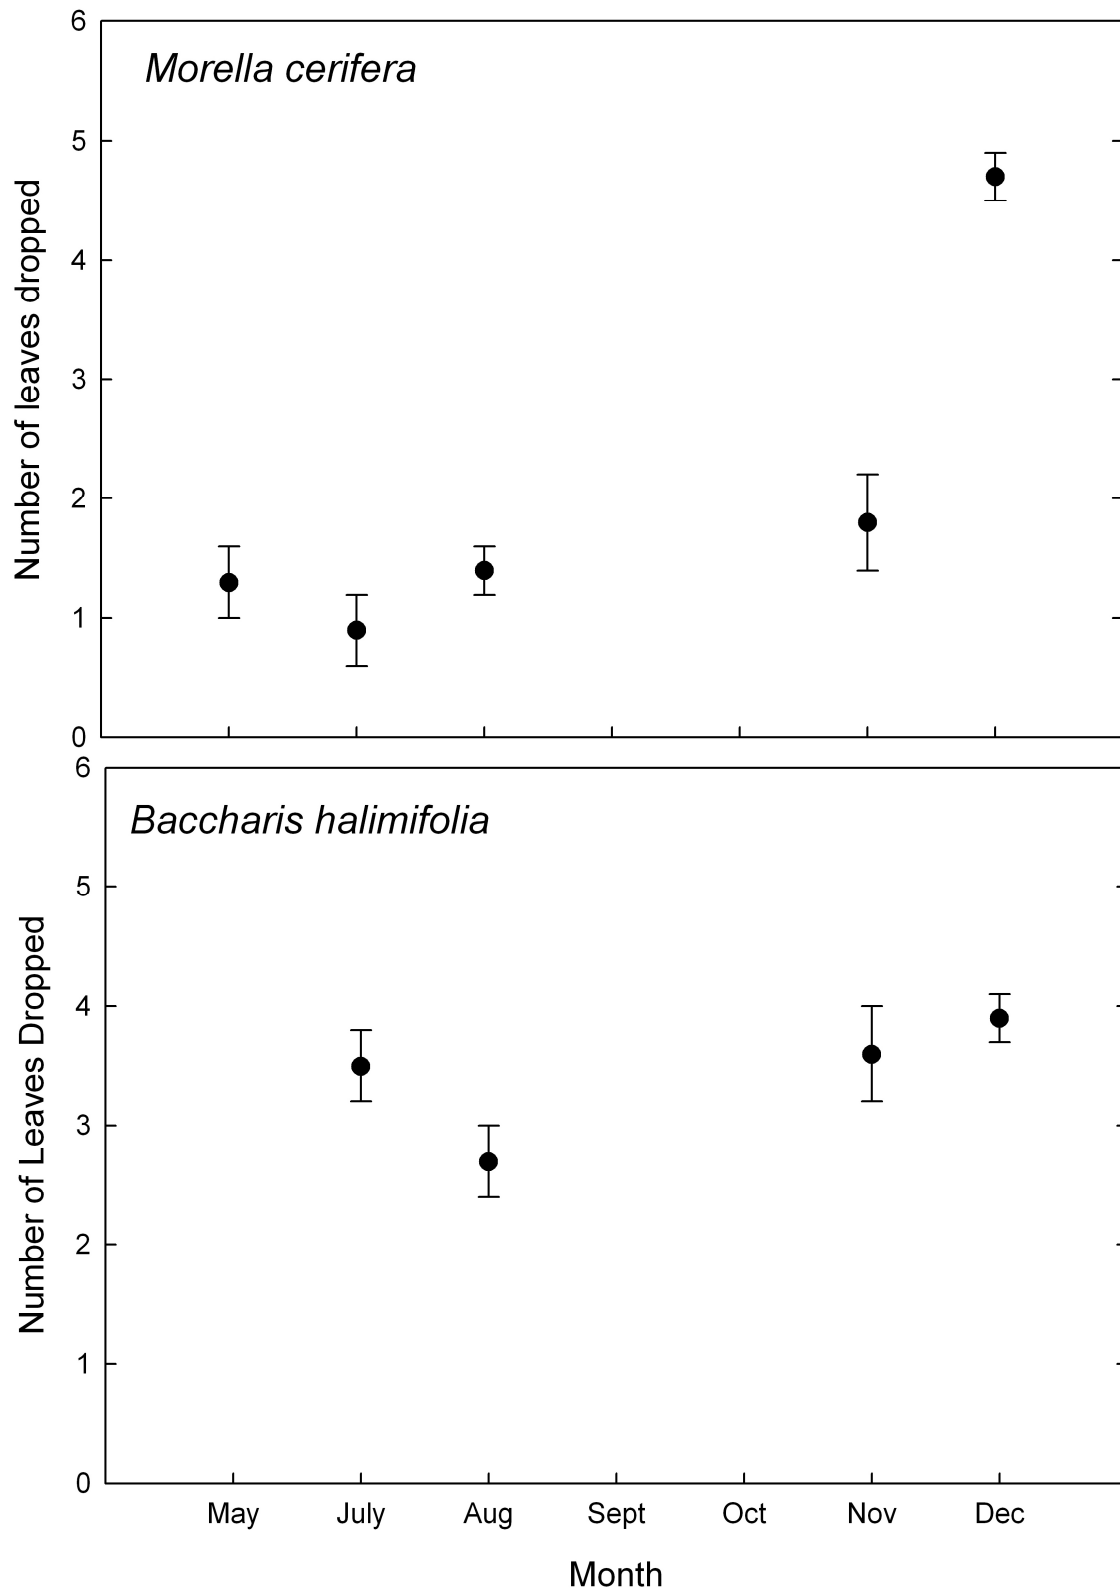 6
Morella cerifera
5
4
3
2
1
0
Number of leaves dropped
6
Baccharis halimifolia
5
4
3
2
1
0
Number of Leaves Dropped
May July Aug Sept Oct Nov Dec
Month